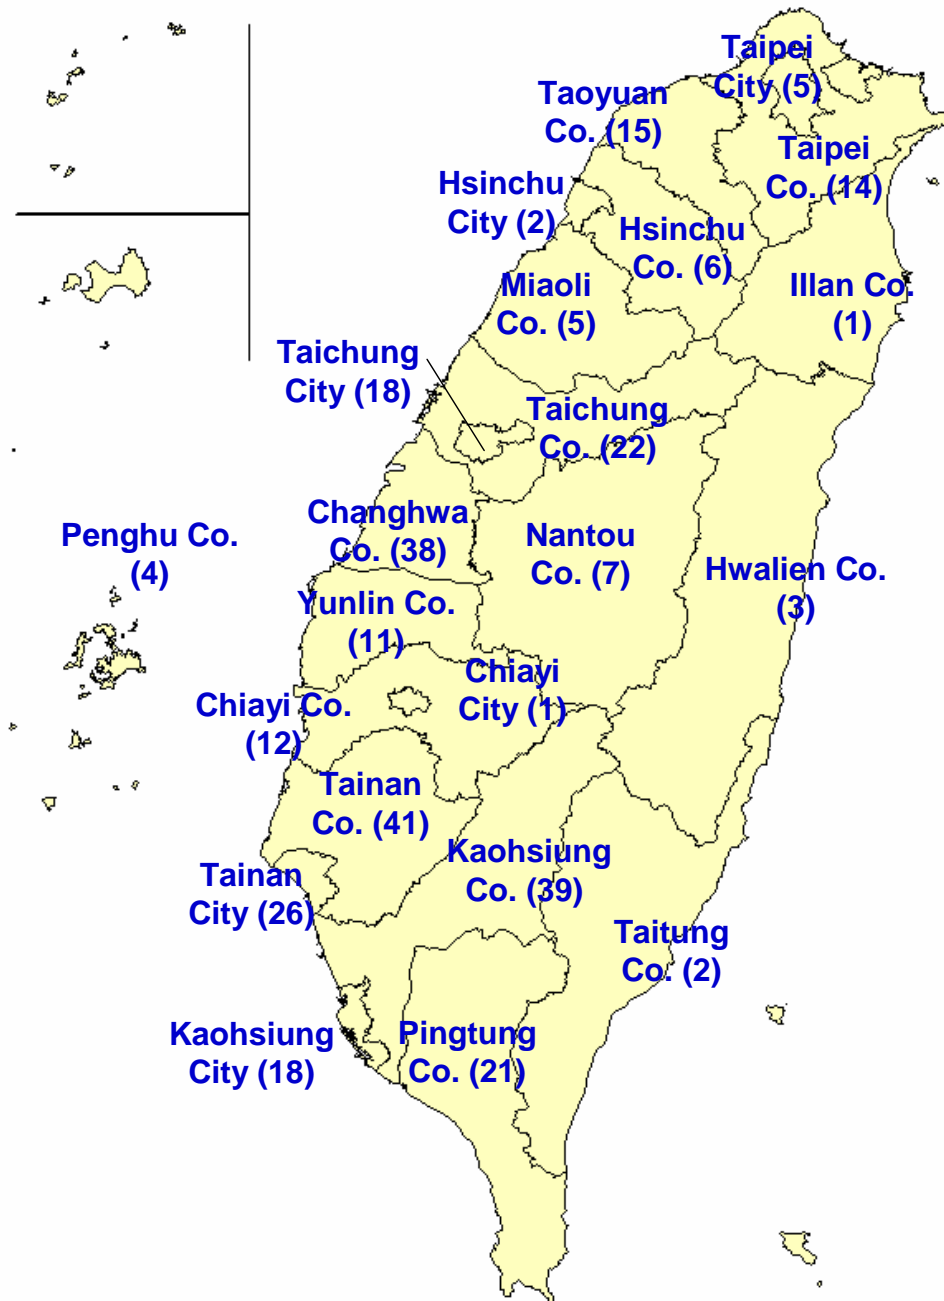 Taipei
City (5)
Taoyuan
Co. (15)
Taipei
Co. (14)
Hsinchu
City (2)
Hsinchu
Co. (6)
Miaoli
Co. (5)
Illan Co.
(1)
Taichung
City (18)
Taichung
Co. (22)
Changhwa
Co. (38)
Penghu Co.
(4)
Nantou
Co. (7)
Hwalien Co.
(3)
Yunlin Co.
(11)
Chiayi
City (1)
Chiayi Co.
(12)
Tainan
Co. (41)
Kaohsiung
Co. (39)
Tainan
City (26)
Taitung
Co. (2)
Kaohsiung
City (18)
Pingtung
Co. (21)